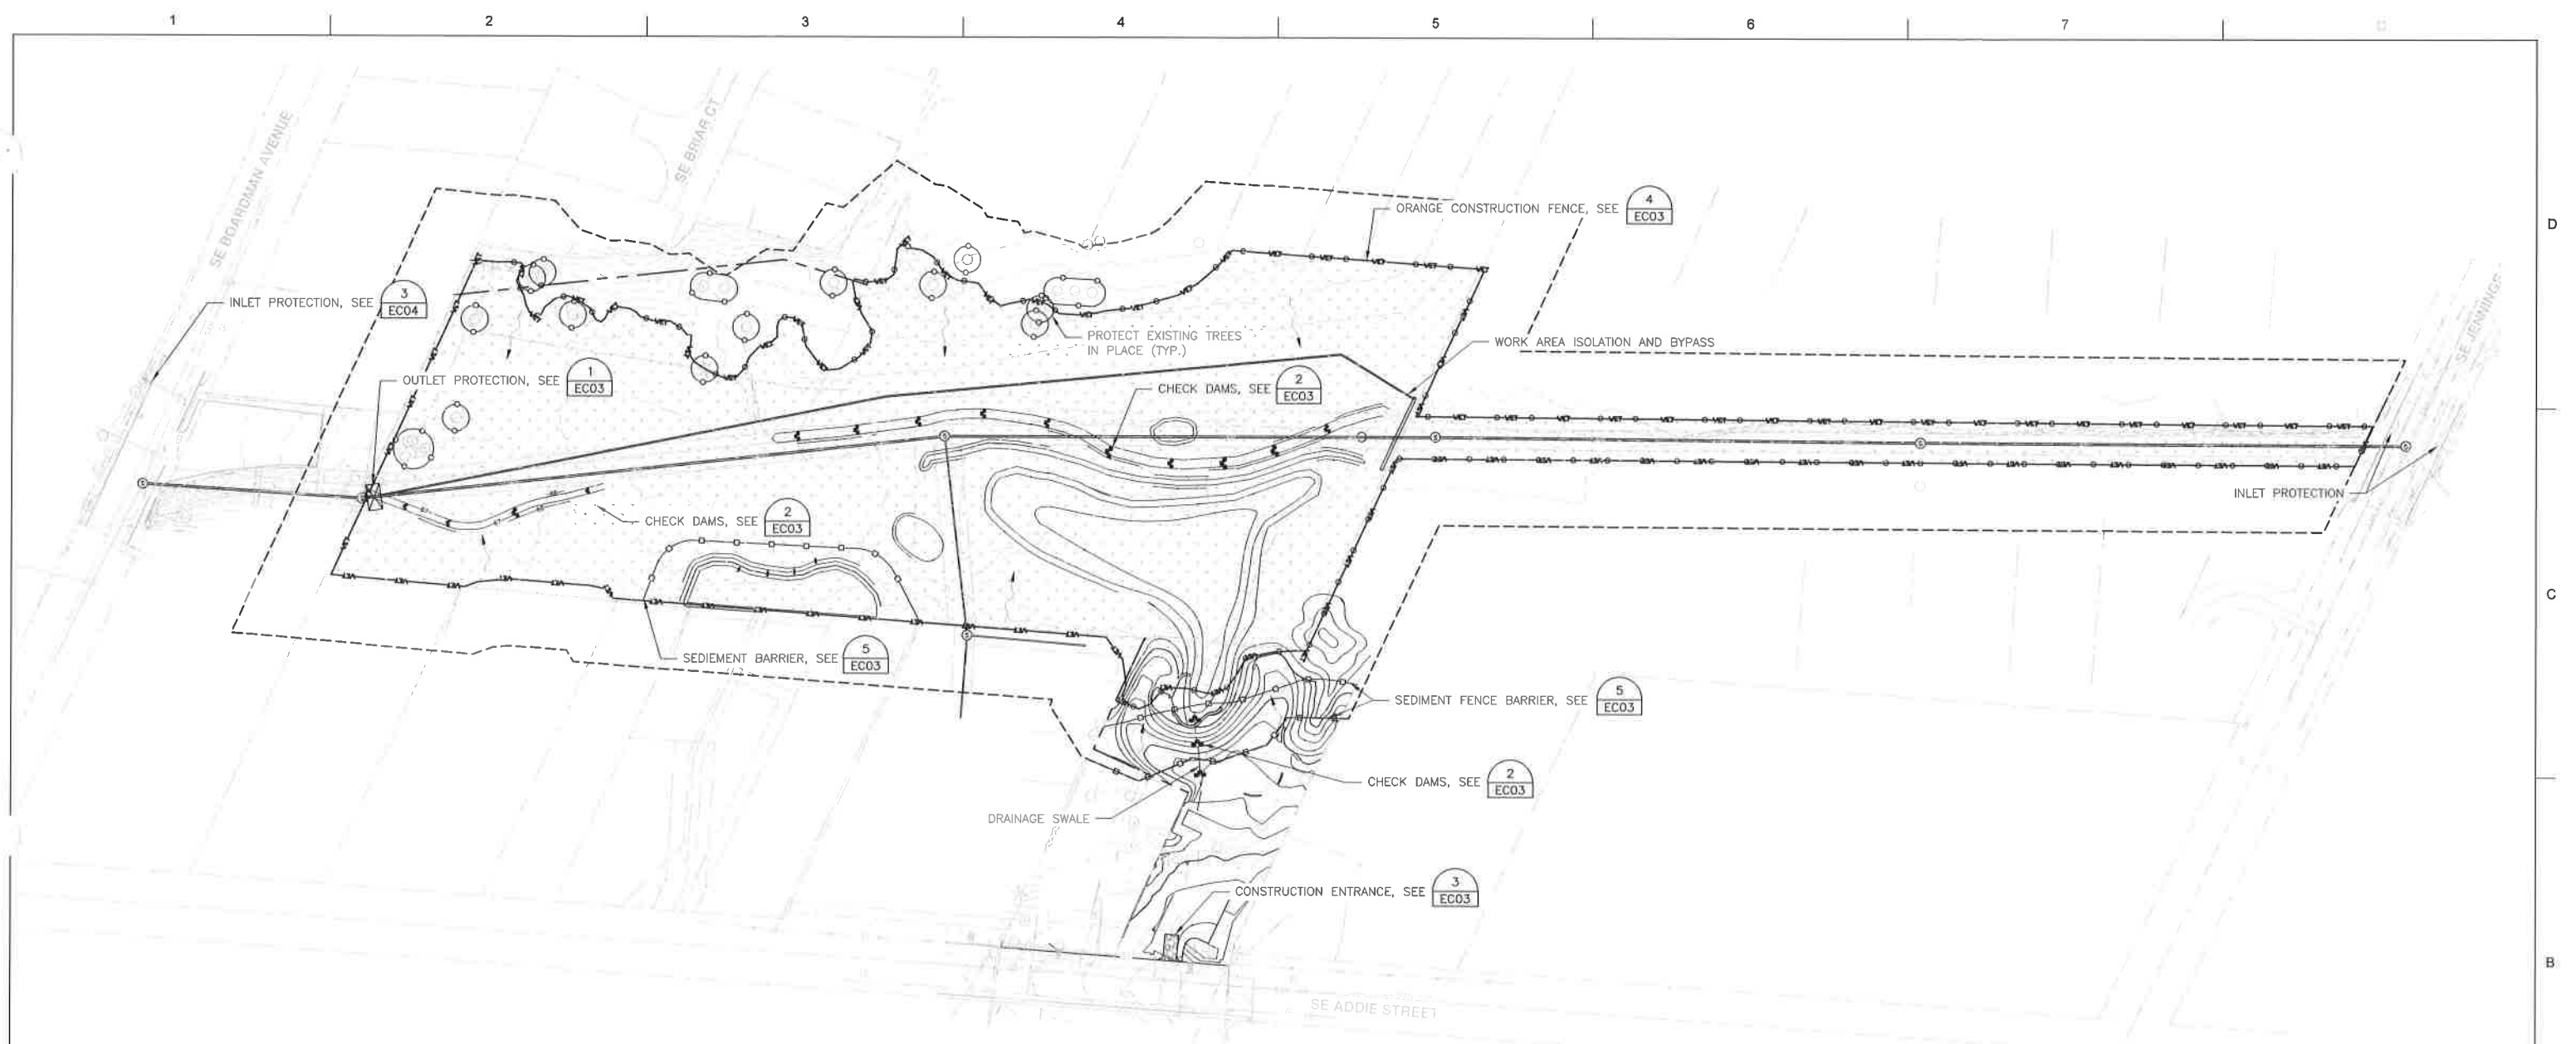 1 2 3 4 5 6 7
SE BOARDMAN AVENUE
SE BRIAR CT
D
ORANGE CONSTRUCTION FENCE, SEE 4 EC03
INLET PROTECTION, SEE 3 EC04
PROTECT EXISTING TREES
IN PLACE (TYP.)
WORK AREA ISOLATION AND BYPASS
SE JENNINGS
OUTLET PROTECTION, SEE 1 EC03
CHECK DAMS, SEE 2 EC03
INLET PROTECTION
CHECK DAMS, SEE 2 EC03
C
SEDIEMENT BARRIER, SEE 5 EC03
SEDIMENT FENCE BARRIER, SEE 5 EC03
CHECK DAMS, SEE 2 EC03
DRAINAGE SWALE
CONSTRUCTION ENTRANCE, SEE 3 EC03
B
SE ADDIE STREET